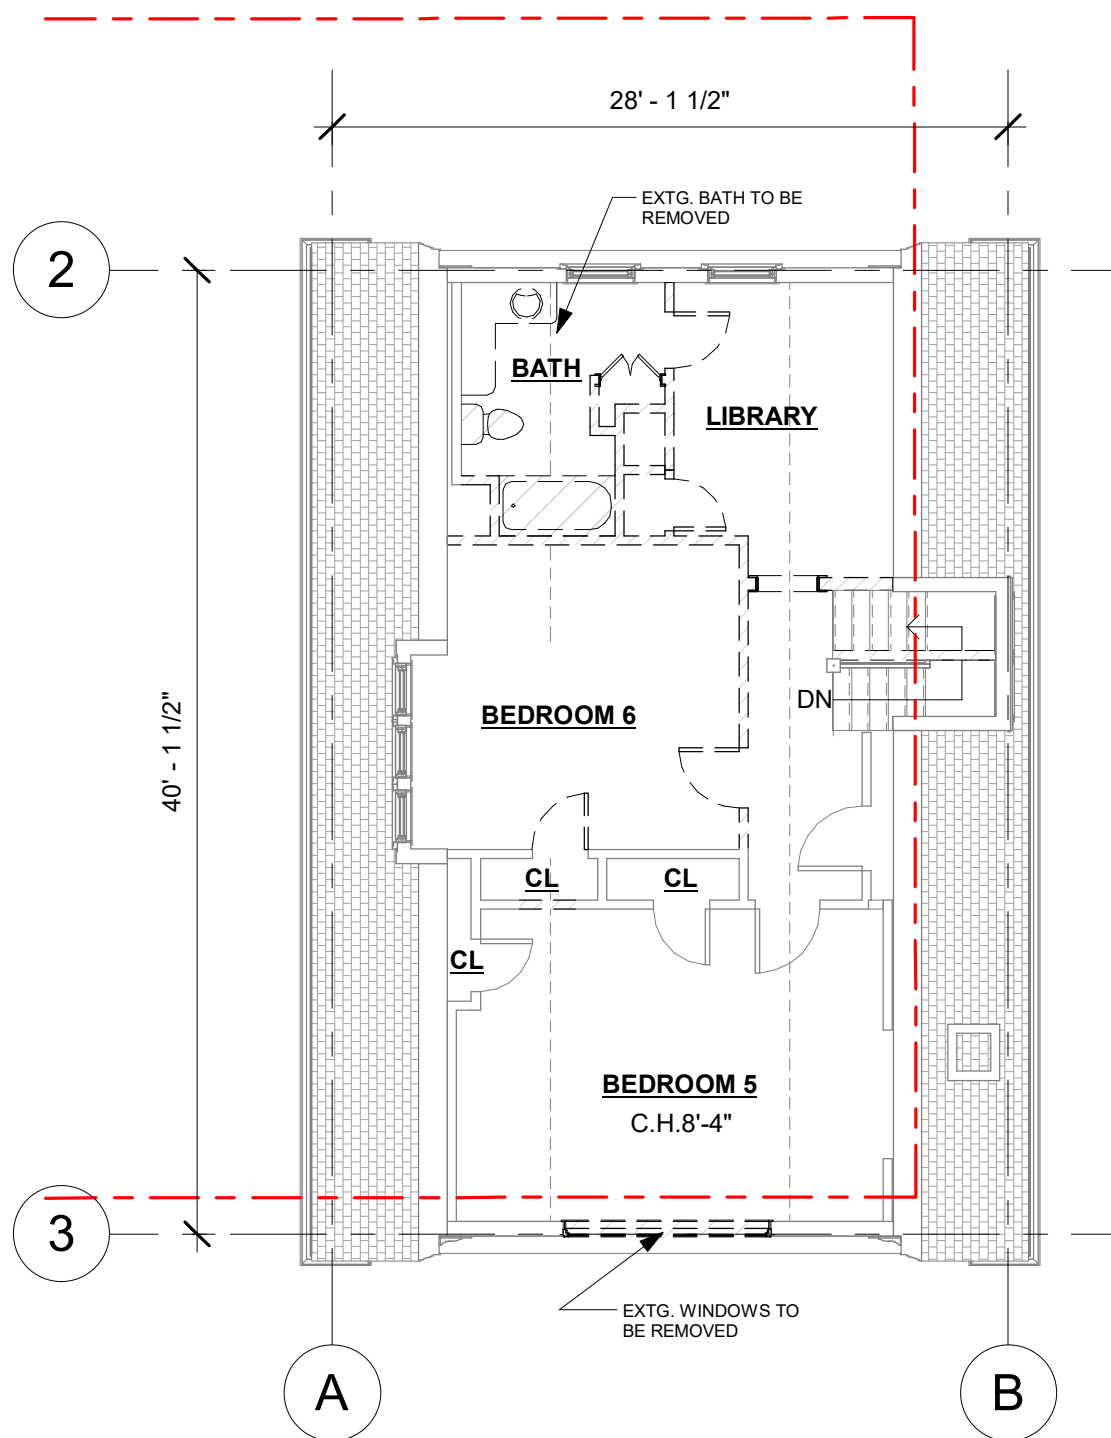 28' - 1 1/2"
EXTG. BATH TO BE
REMOVED
2
BATH
LIBRARY
40' - 1 1/2"
BEDROOM 6
DN
CL
CL
CL
BEDROOM 5
C.H.8'-4"
3
EXTG. WINDOWS TO
BE REMOVED
A
B